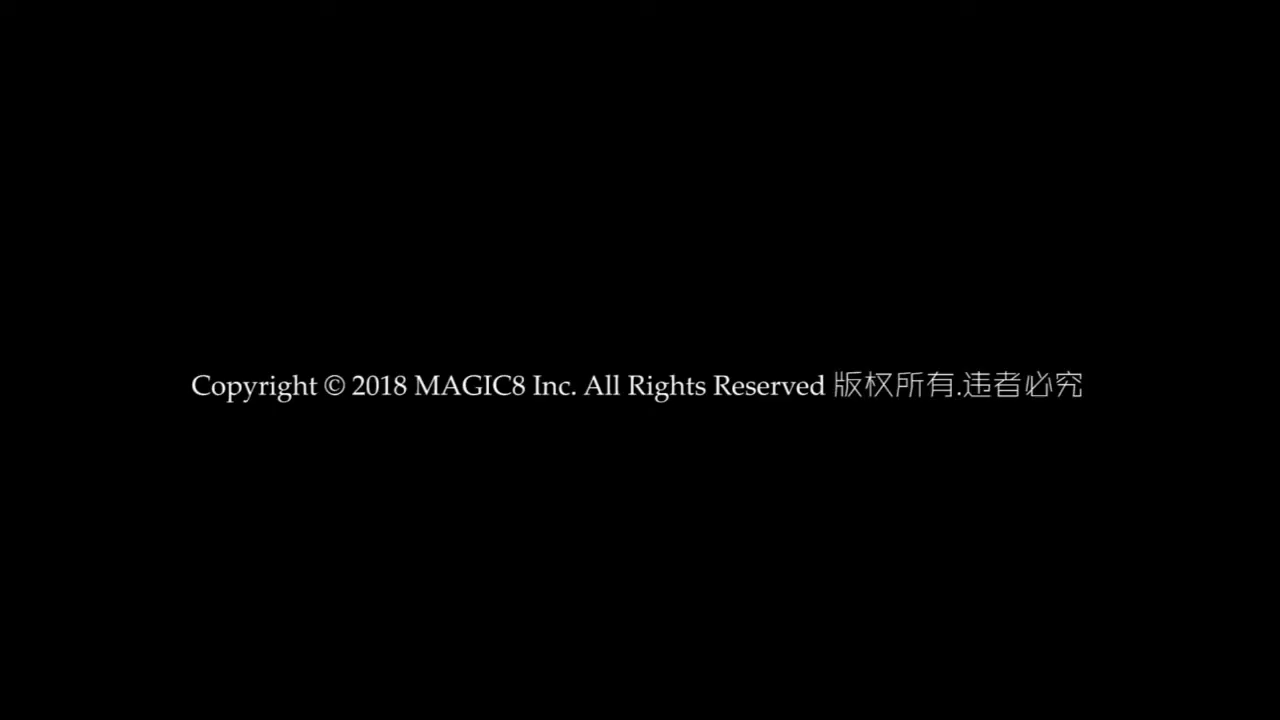 Copyright © 2018 MAGIC8 Inc. All Rights Reserved 版权所有.违者必究